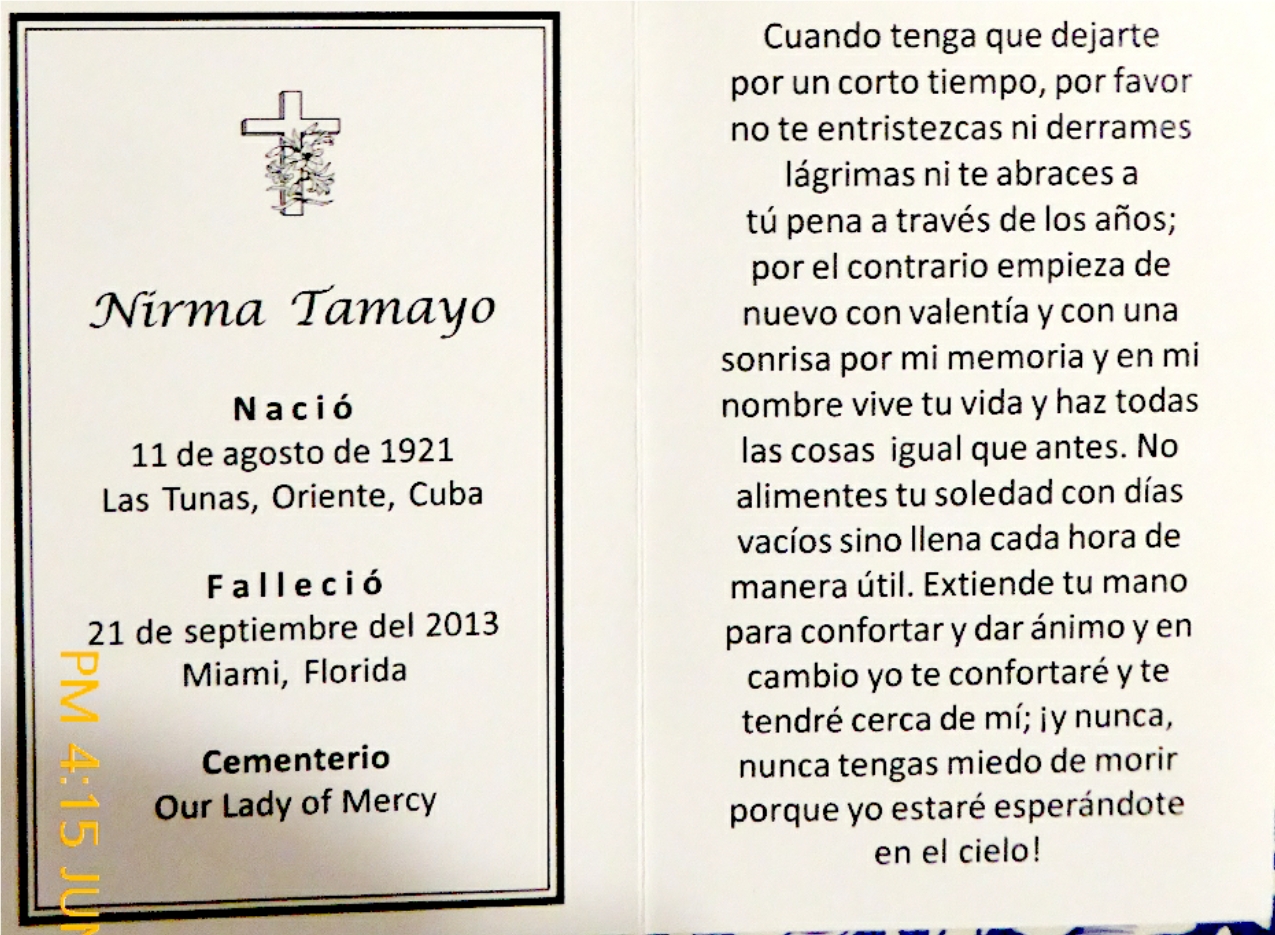 Nirma Tamayo
Nació
11 de agosto de 1921
Las Tunas, Oriente, Cuba
Falleció
21 de septiembre del 2013
Miami, Florida
Cementerio
Our Lady of Mercy
PM 4:15 JUN
Cuando tenga que dejarte
por un corto tiempo, por favor
no te entristezcas ni derrames
lágrimas ni te abraces a
tú pena a través de los años;
por el contrario empieza de
nuevo con valentía y con una
sonrisa por mi memoria y en mi
nombre vive tu vida y haz todas
las cosas igual que antes. No
alimentes tu soledad con días
vacíos sino llena cada hora de
manera útil. Extiende tu mano
para confortar y dar ánimo y en
cambio yo te confortaré y te
tendré cerca de mí; ¡y nunca,
nunca tengas miedo de morir
porque yo estaré esperándote
en el cielo!